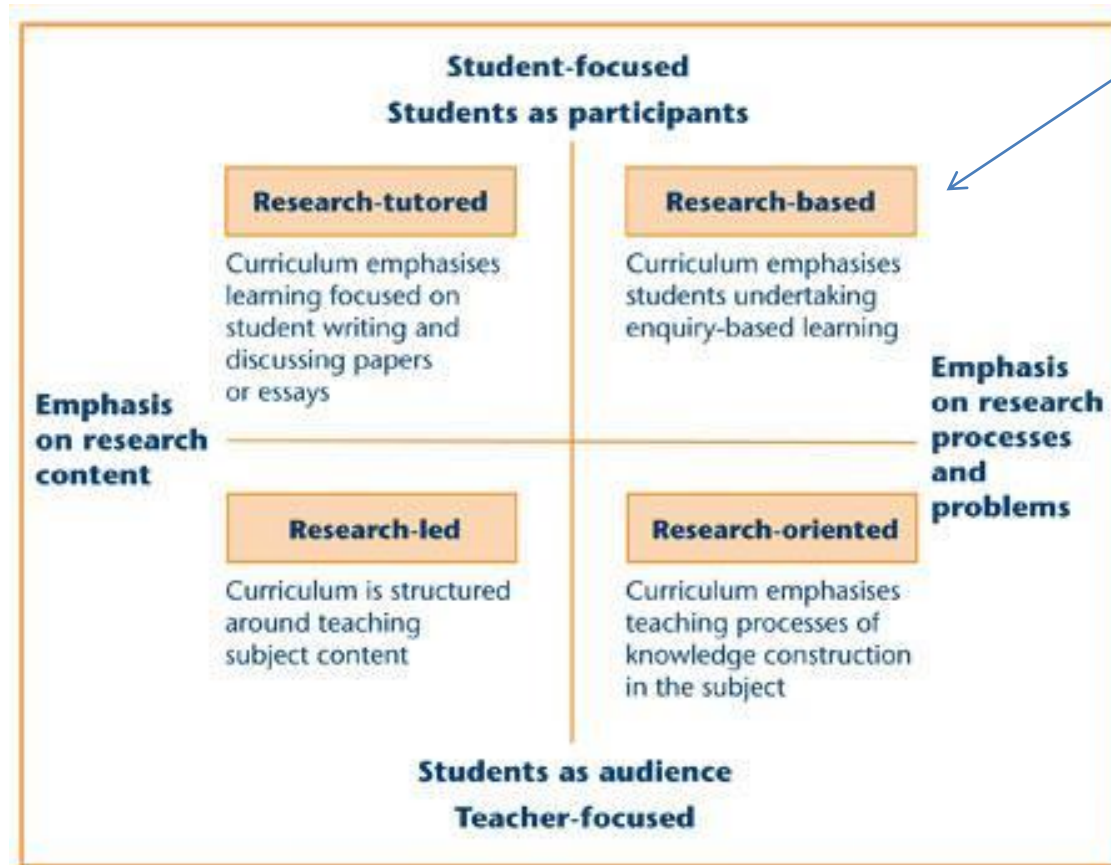 Student-focused
Students as participants
Research-tutored
Curriculum emphasises
learning focused on
student writing and
discussing papers
or essays
Research-based
Curriculum emphasises
students undertaking
enquiry-based learning
Emphasis
on research
content
Emphasis
on research
processes
and
problems
Research-led
Curriculum is structured
around teaching
subject content
Research-oriented
Curriculum emphasises
teaching processes of
knowledge construction
in the subject
Students as audience
Teacher-focused